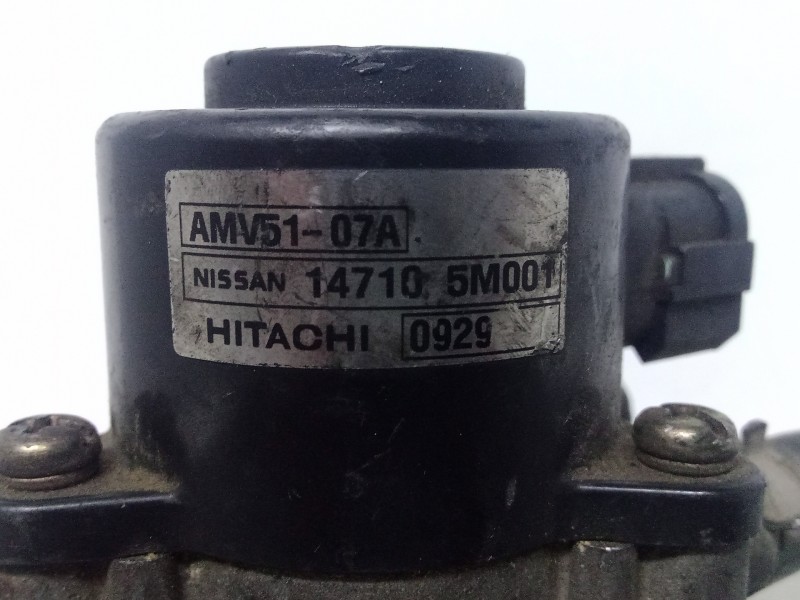 AMV51-07A
NISSAN 14710 5M001
HITACHI 0929